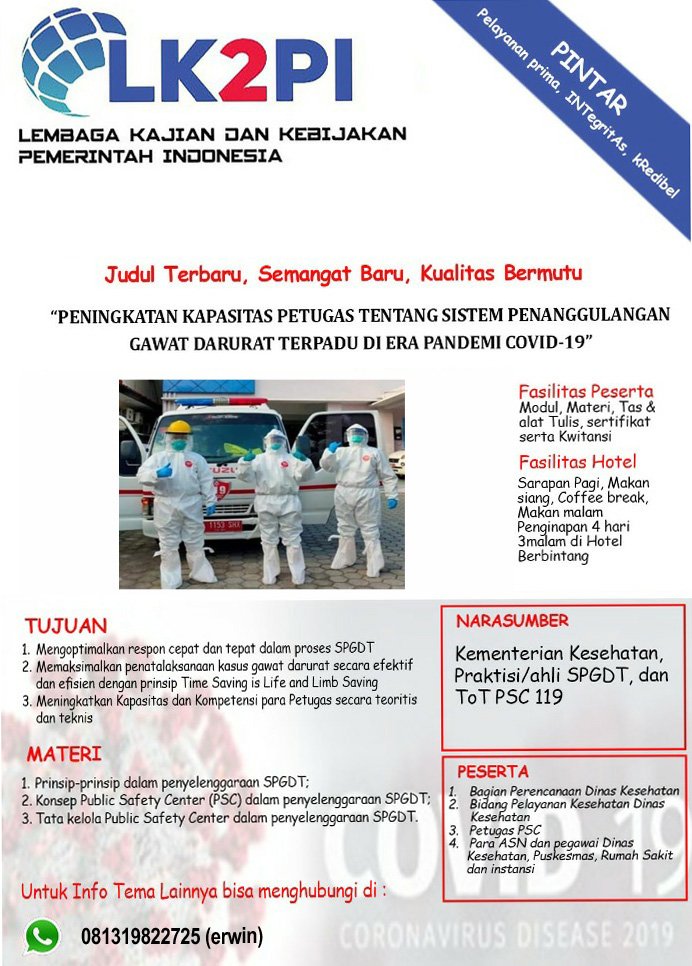 LK2PI
LEMBAGA KAJIAN DAN KEBIJAKAN
PEMERINTAH INDONESIA
PINTAR
Pelayanan prima, INTegritAs, kRedibel
Judul Terbaru, Semangat Baru, Kualitas Bermutu
“PENINGKATAN KAPASITAS PETUGAS TENTANG SISTEM PENANGGULANGAN
GAWAT DARURAT TERPADU DI ERA PANDEMI COVID-19”
Fasilitas Peserta
Modul, Materi, Tas &
alat Tulis, sertifikat
serta Kwitansi
Fasilitas Hotel
Sarapan Pagi, Makan
siang, Coffee break,
Makan malam
Penginapan 4 hari
3malam di Hotel
Berbintang
TUJUAN
1. Mengoptimalkan respon cepat dan tepat dalam proses SPGDT
2. Memaksimalkan penatalaksanaan kasus gawat darurat secara efektif
dan efisien dengan prinsip Time Saving is Life and Limb Saving
3. Meningkatkan Kapasitas dan Kompetensi para Petugas secara teoritis
dan teknis
MATERI
1. Prinsip-prinsip dalam penyelenggaraan SPGDT;
2. Konsep Public Safety Center (PSC) dalam penyelenggaraan SPGDT;
3. Tata kelola Public Safety Center dalam penyelenggaraan SPGDT.
NARASUMBER
Kementerian Kesehatan,
Praktisi/ahli SPGDT, dan
ToT PSC 119
PESERTA
1. Bagian Perencanaan Dinas Kesehatan
2. Bidang Pelayanan Kesehatan Dinas
Kesehatan
3. Petugas PSC
4. Para ASN dan pegawai Dinas
Kesehatan, Puskesmas, Rumah Sakit
dan instansi
Untuk Info Tema Lainnya bisa menghubungi di :
081319822725 (erwin)
COVID 19
CORONAVIRUS DISEASE 2019